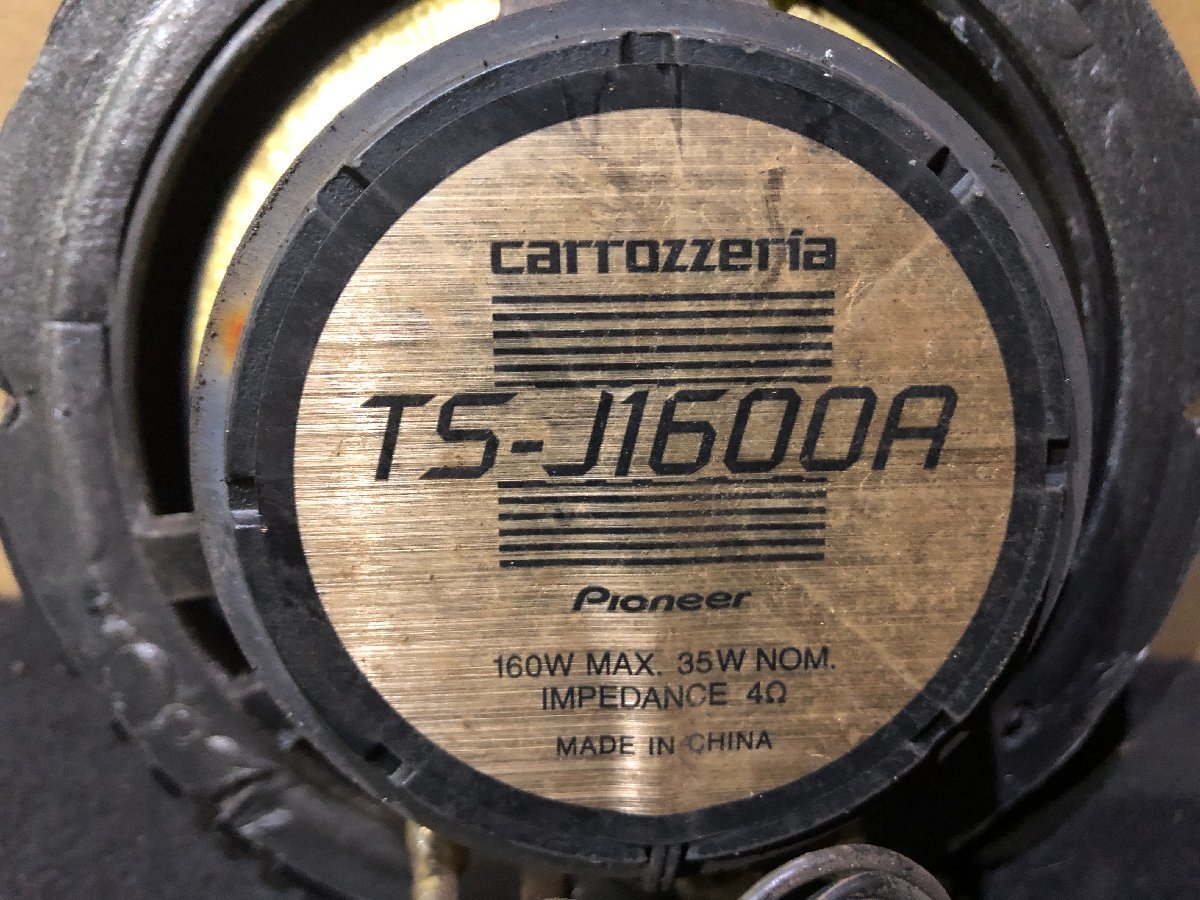 carrozzeria
TS-J1600A
Pioneer
160W MAX. 35W NOM.
IMPEDANCE 4Ω
MADE IN CHINA